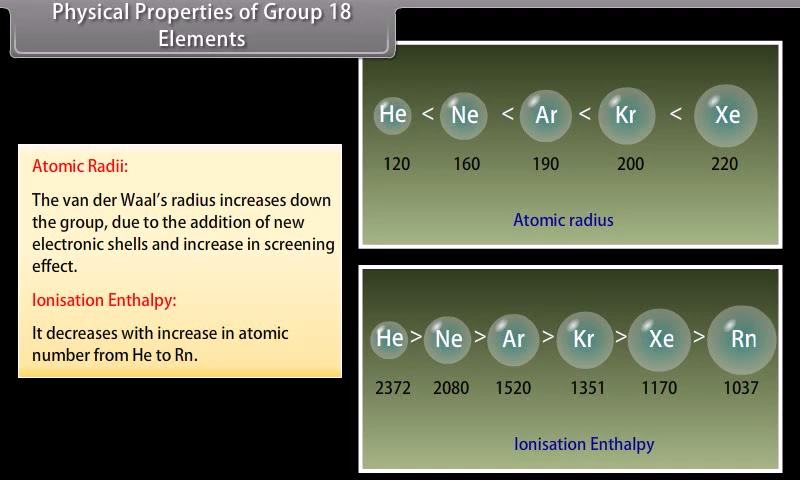 Physical Properties of Group 18
Elements
Atomic Radii:
The van der Waal's radius increases down
the group, due to the addition of new
electronic shells and increase in screening
effect.
Ionisation Enthalpy:
It decreases with increase in atomic
number from He to Rn.
He < Ne < Ar < Kr < Xe
120 160 190 200 220
Atomic radius
He > Ne > Ar > Kr > Xe > Rn
2372 2080 1520 1351 1170 1037
Ionisation Enthalpy